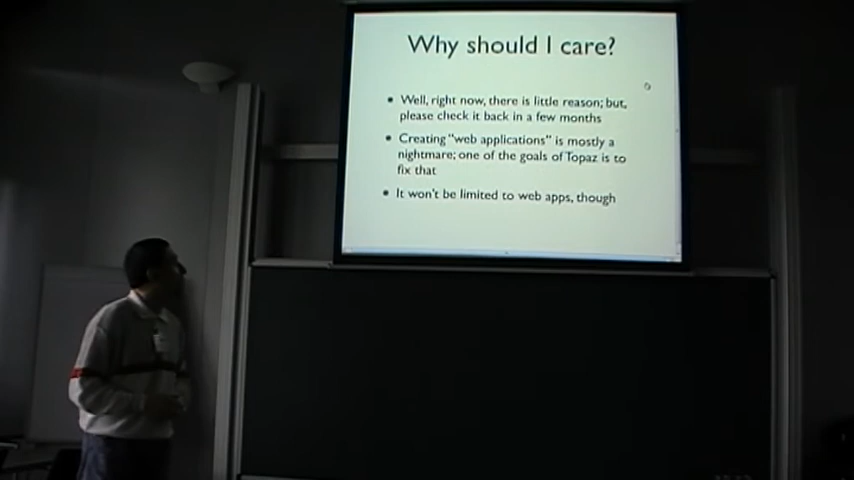 Why should I care?
• Well, right now, there is little reason; but,
please check it back in a few months
• Creating "web applications" is mostly a
nightmare; one of the goals of Topaz is to
fix that
• It won't be limited to web apps, though